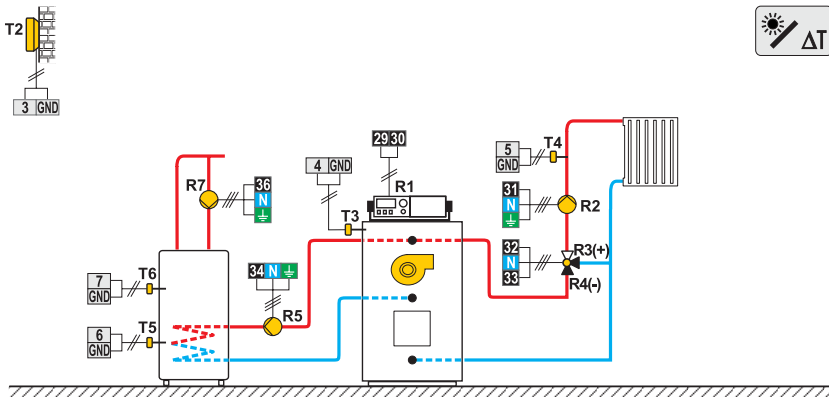 T2
3 GND
ΔT
29 30
4 GND
R1
5
GND
T4
R7
36
N
T3
31
N
R2
32
N
33
R3(+)
R4(-)
34 N
7
GND
T6
R5
6
GND
T5